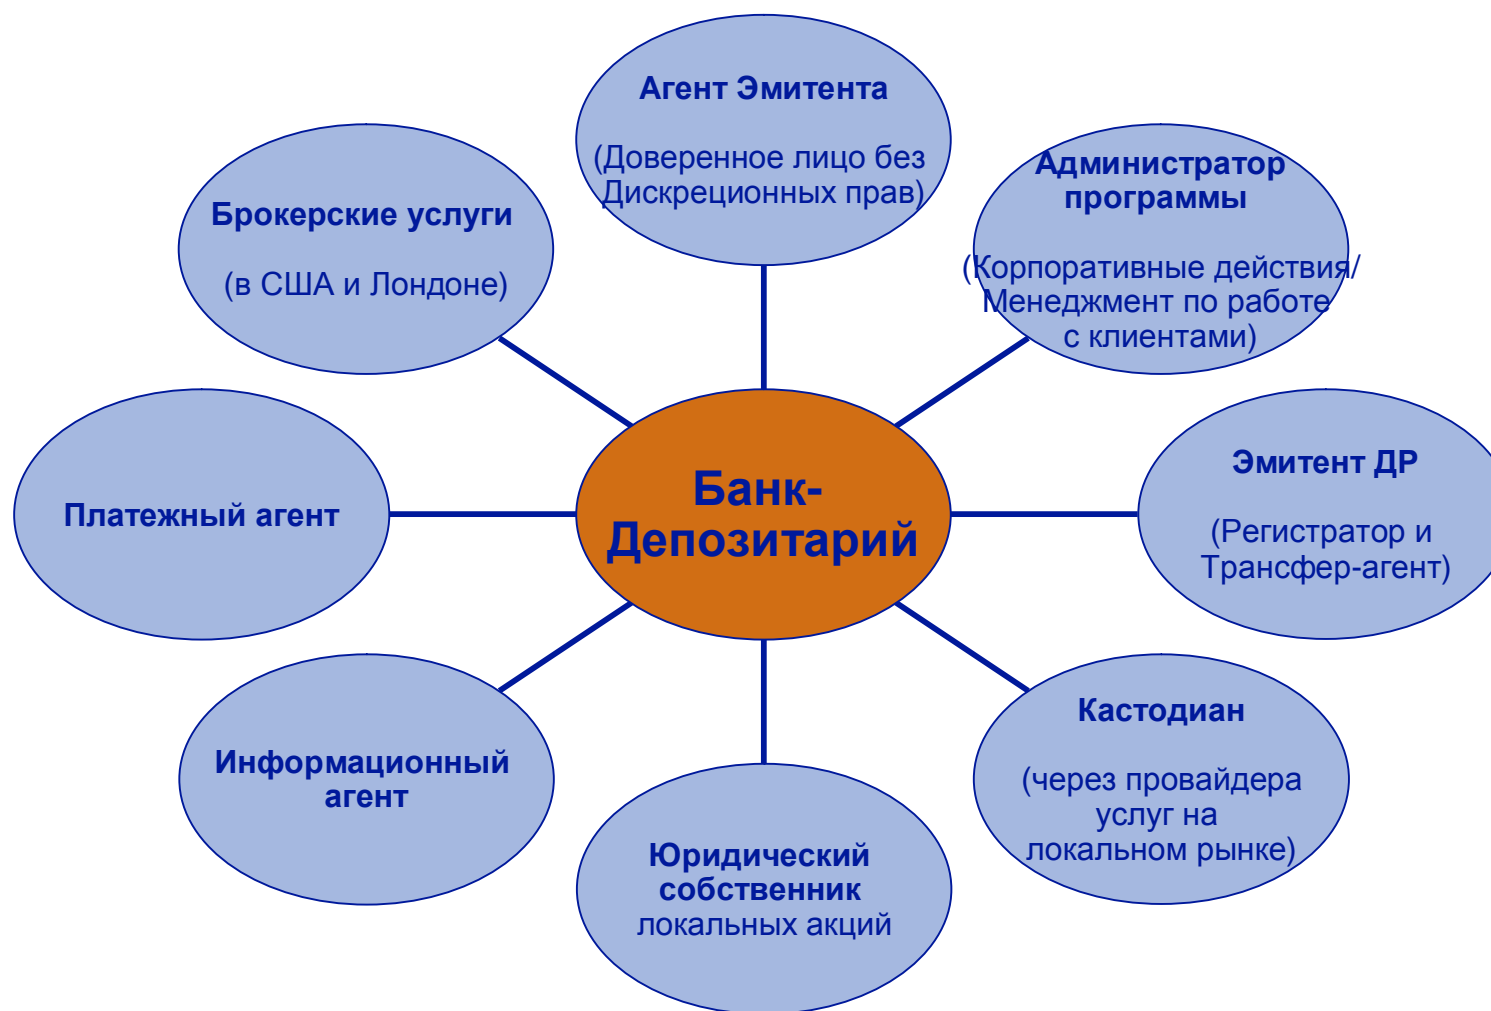 Агент Эмитента
(Доверенное лицо без
Дискреционных прав)
Администратор
программы
(Корпоративные действия/
Менеджмент по работе
с клиентами)
Брокерские услуги
(в США и Лондоне)
Эмитент ДР
(Регистратор и
Трансфер-агент)
Платежный агент
Банк-
Депозитарий
Кастодиан
(через провайдера
услуг на
локальном рынке)
Информационный
агент
Юридический
собственник
локальных акций